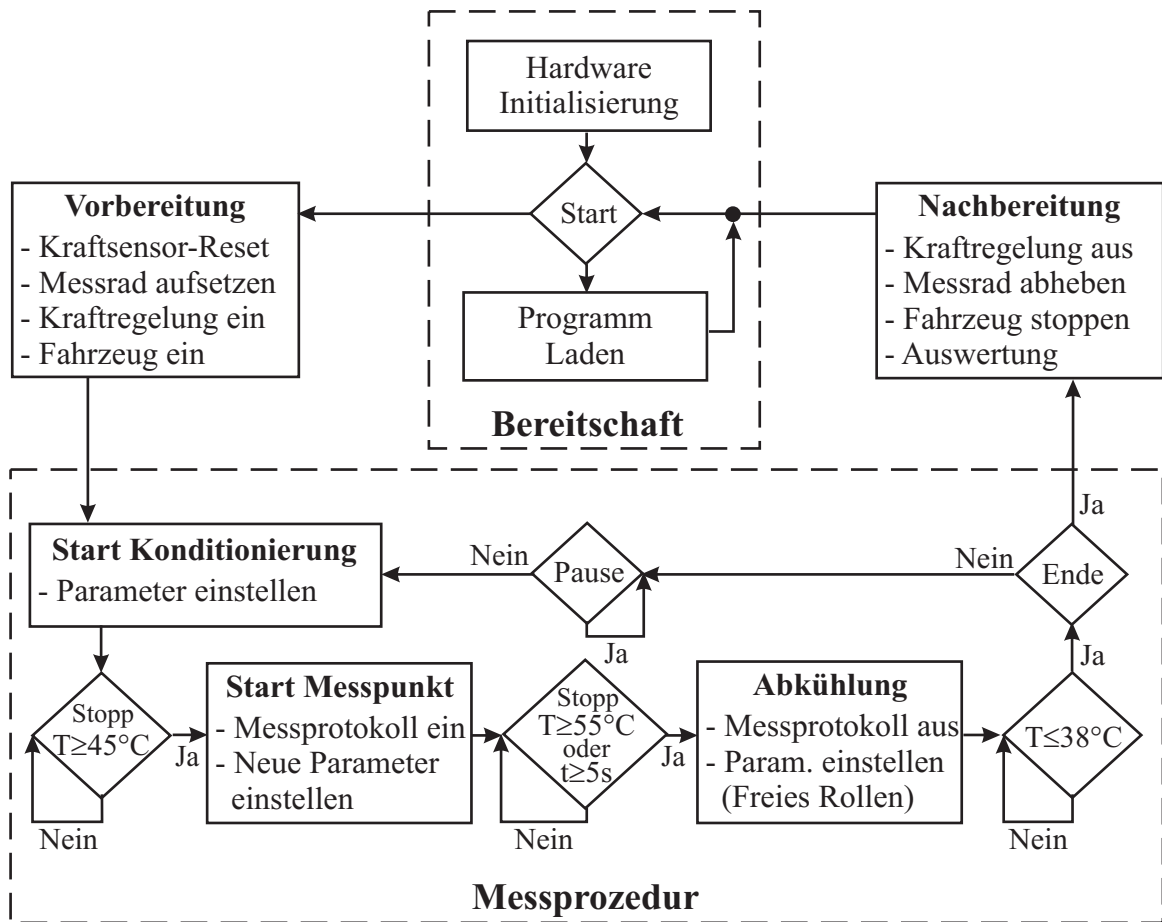 Hardware
Initialisierung
Start
Programm
Laden
Bereitschaft
Vorbereitung
- Kraftsensor-Reset
- Messrad aufsetzen
- Kraftregelung ein
- Fahrzeug ein
Nachbereitung
- Kraftregelung aus
- Messrad abheben
- Fahrzeug stoppen
- Auswertung
Start Konditionierung
- Parameter einstellen
Nein
Pause
Ja
Nein
Ende
Ja
Stopp
T≥45°C
Ja
Nein
Start Messpunkt
- Messprotokoll ein
- Neue Parameter
einstellen
Stopp
T≥55°C
oder
t≥5s
Ja
Nein
Abkühlung
- Messprotokoll aus
- Param. einstellen
(Freies Rollen)
T≤38°C
Ja
Nein
Messprozedur